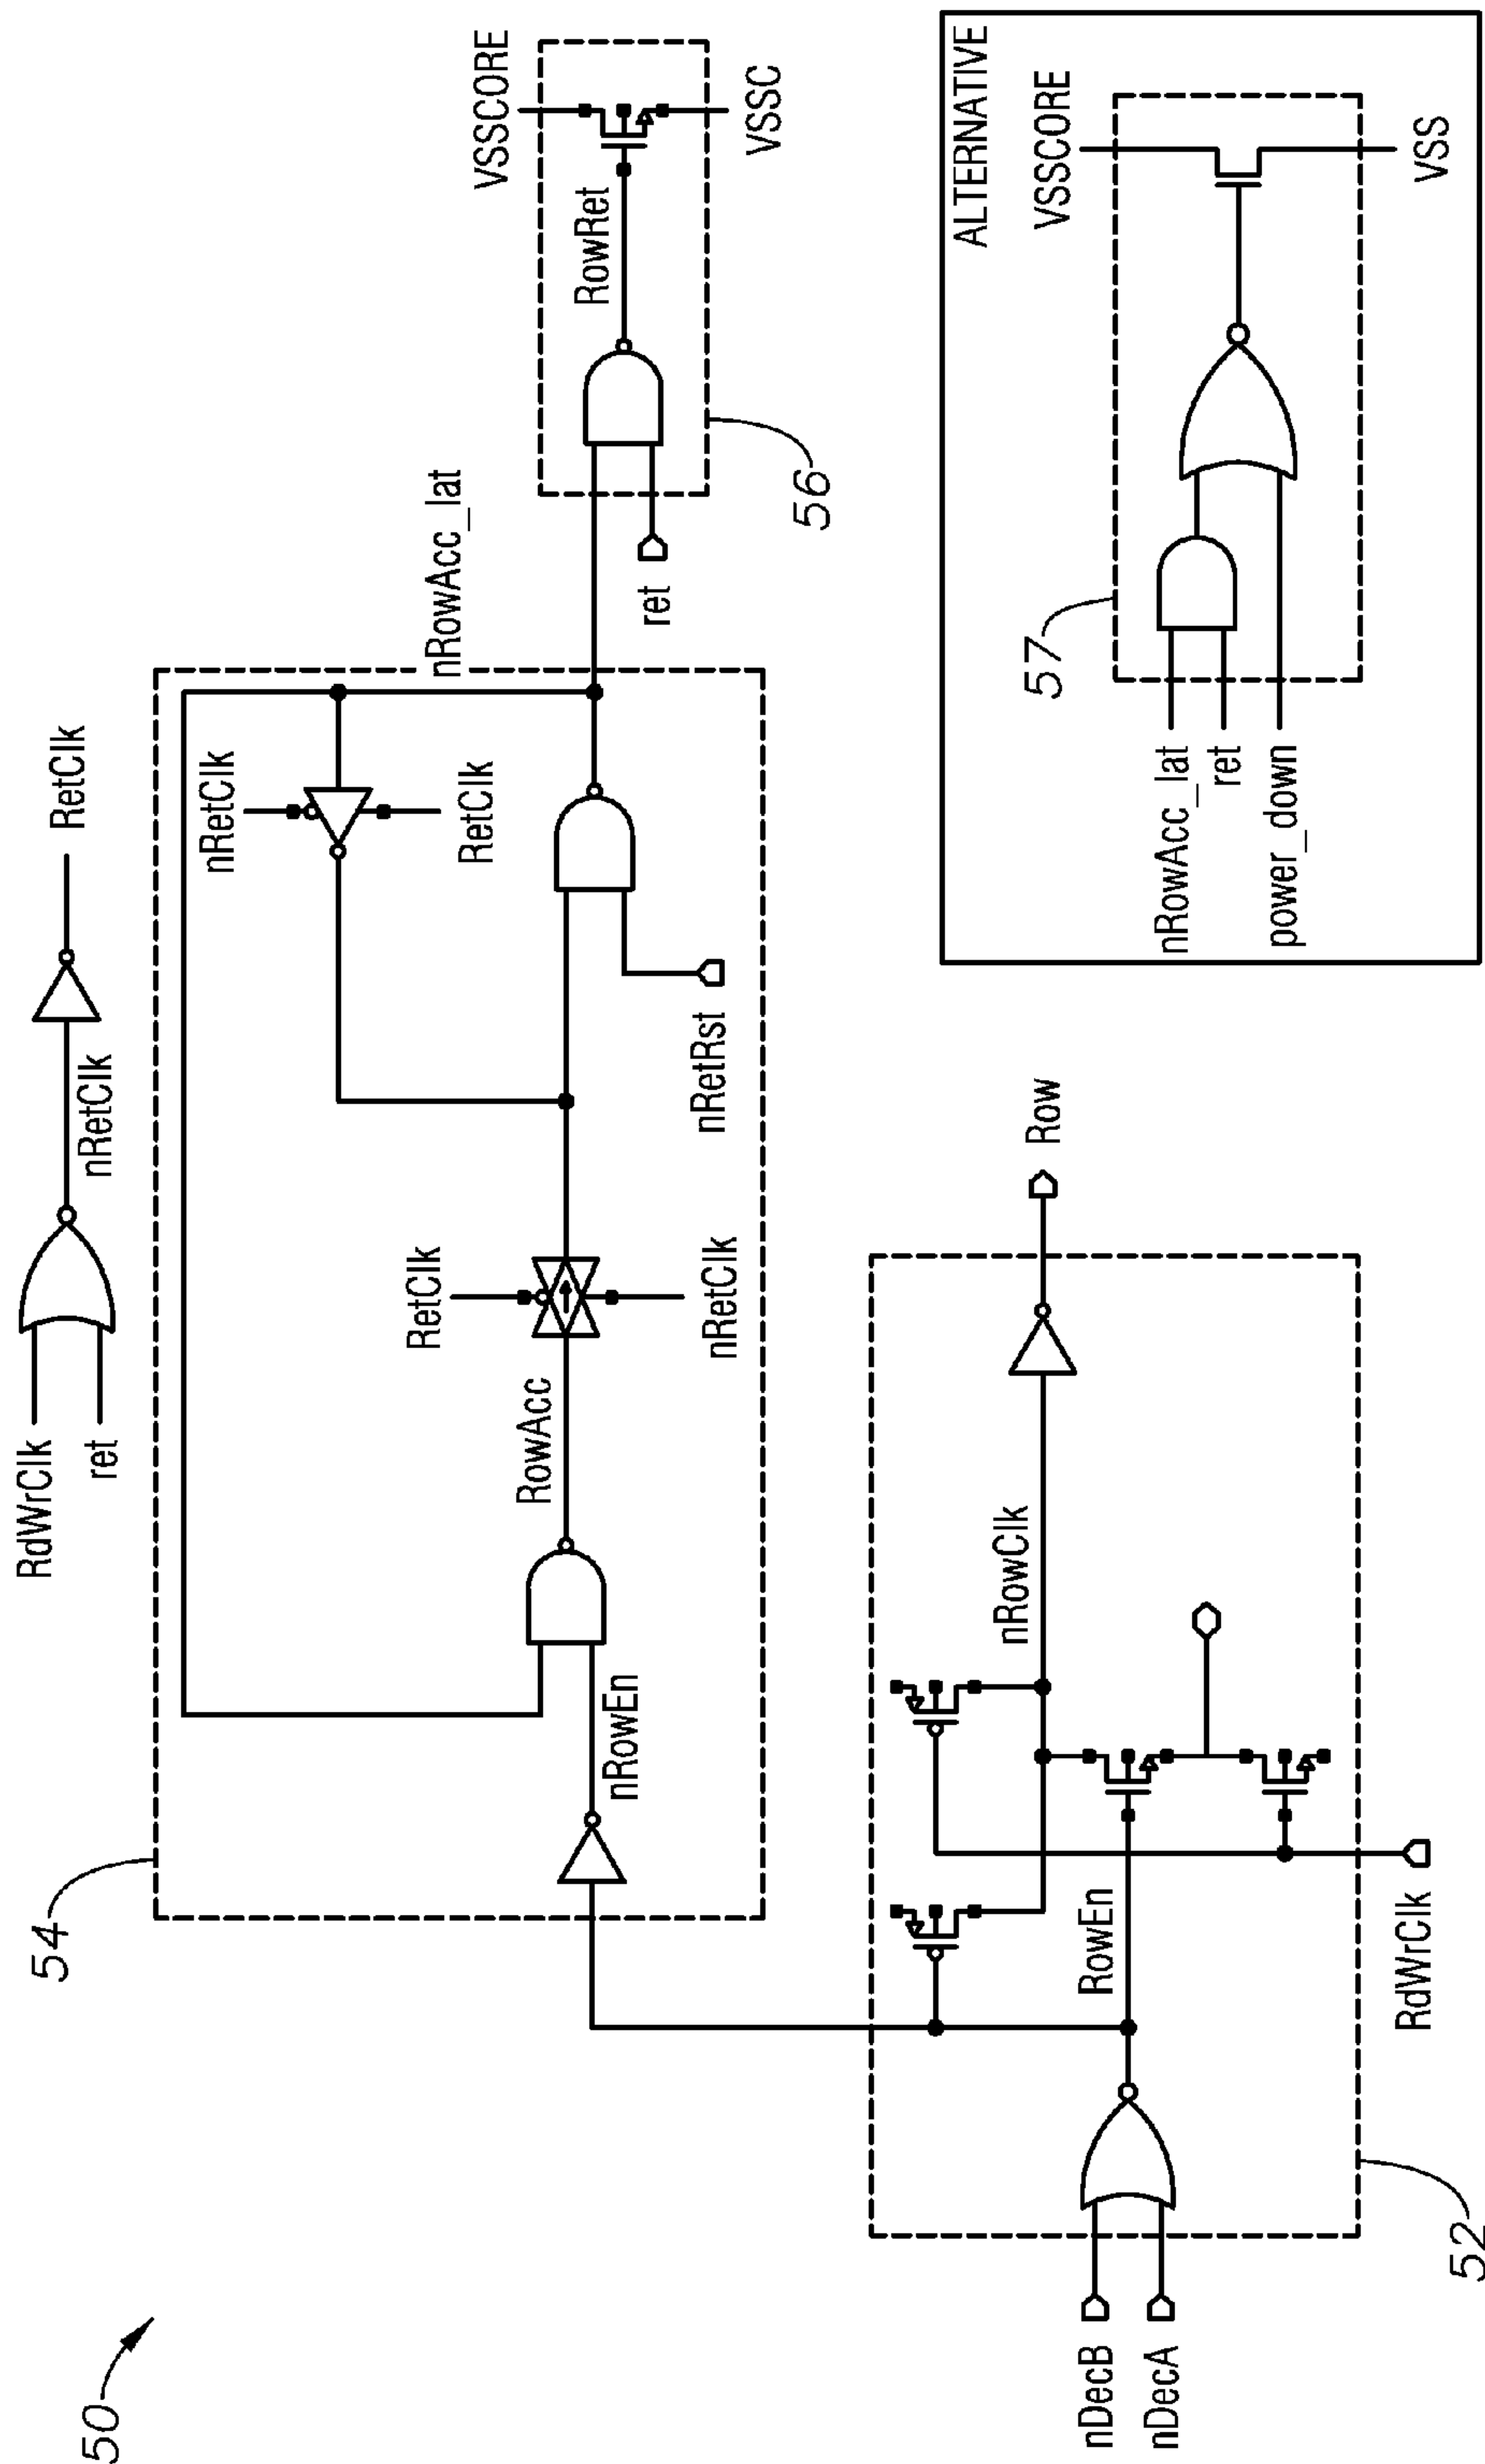 50
RdWrClk
ret
nRetClk
RetClk
54
nRowEn
RowAcc
RetClk
nRetClk
nRetClk
RetClk
nRetRst
nRowAcc_lat
ret
RowRet
VSSCORE
VSSC
56
nDecB
nDecA
RowEn
RdWrClk
nRowClk
Row
52
ALTERNATIVE
57
nRowAcc_lat
ret
power_down
VSSCORE
VSS